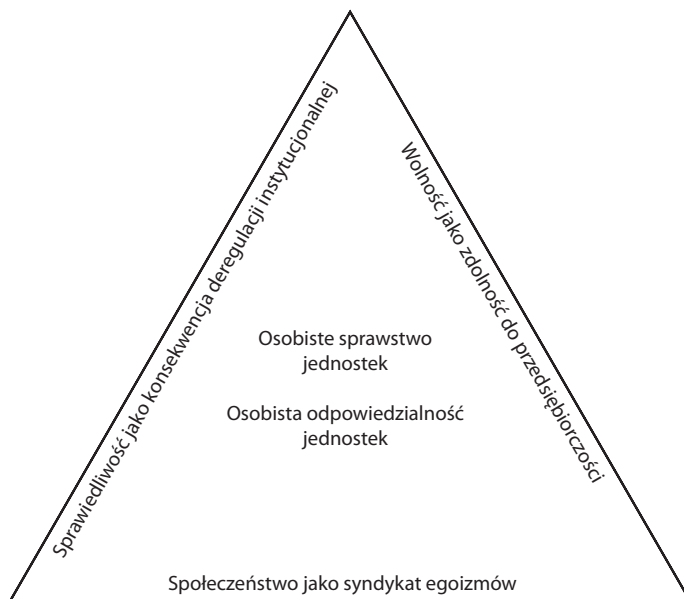 Sprawiedliwość jako konsekwencja deregulacji instytucjonalnej
Wolność jako zdolność do przedsiębiorczości
Osobiste sprawstwo
jednostek
Osobista odpowiedzialność
jednostek
Społeczeństwo jako syndykat egoizmów